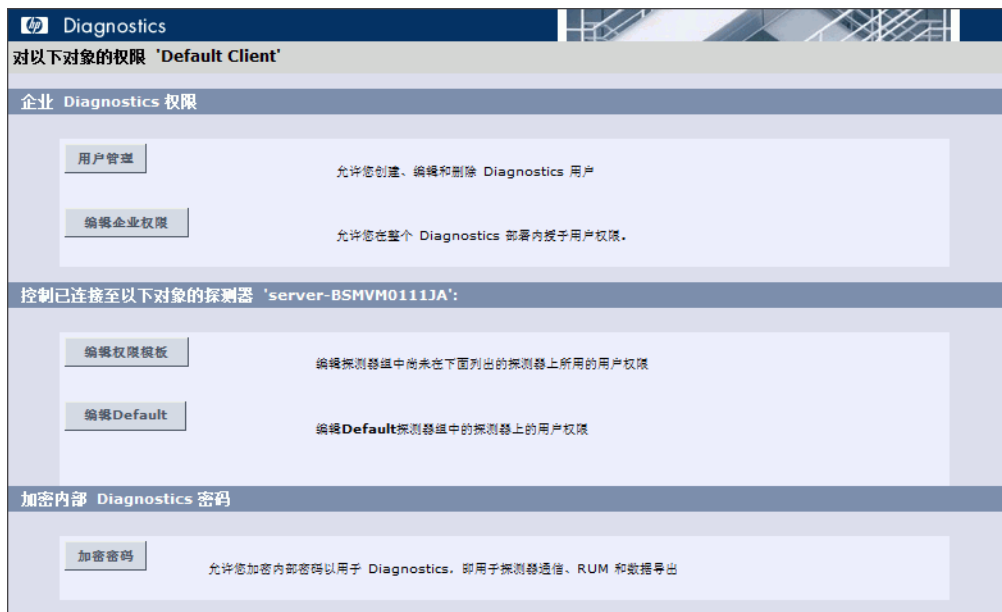 hp Diagnostics
对以下对象的权限 'Default Client'
企业 Diagnostics 权限
用户管理
允许您创建、编辑和删除 Diagnostics 用户
编辑企业权限
允许您在整个 Diagnostics 部署内授予用户权限。
控制已连接至以下对象的探测器 'server-BSMVM0111JA':
编辑权限模板
编辑探测器组中尚未在下面列出的探测器上所用的用户权限
编辑Default
编辑Default探测器组中的探测器上的用户权限
加密内部 Diagnostics 密码
加密密码
允许您加密内部密码以用于 Diagnostics，即用于探测器通信、RUM 和数据导出